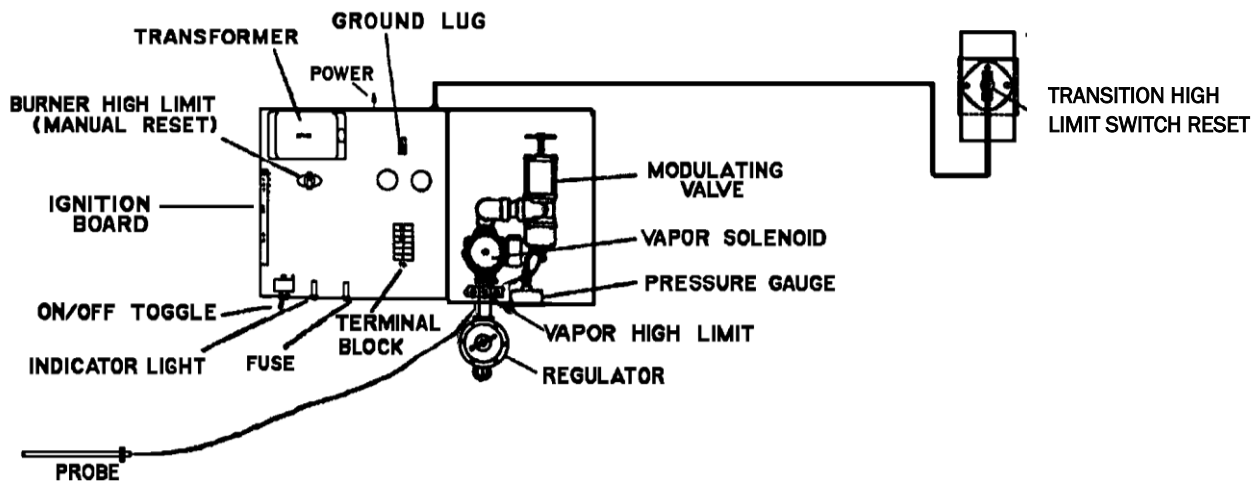 GROUND LUG
TRANSFORMER
POWER
BURNER HIGH LIMIT
(MANUAL RESET)
TRANSITION HIGH
LIMIT SWITCH RESET
MODULATING
VALVE
IGNITION
BOARD
VAPOR SOLENOID
PRESSURE GAUGE
ON/OFF TOGGLE
TERMINAL
BLOCK
VAPOR HIGH LIMIT
INDICATOR LIGHT
FUSE
REGULATOR
PROBE